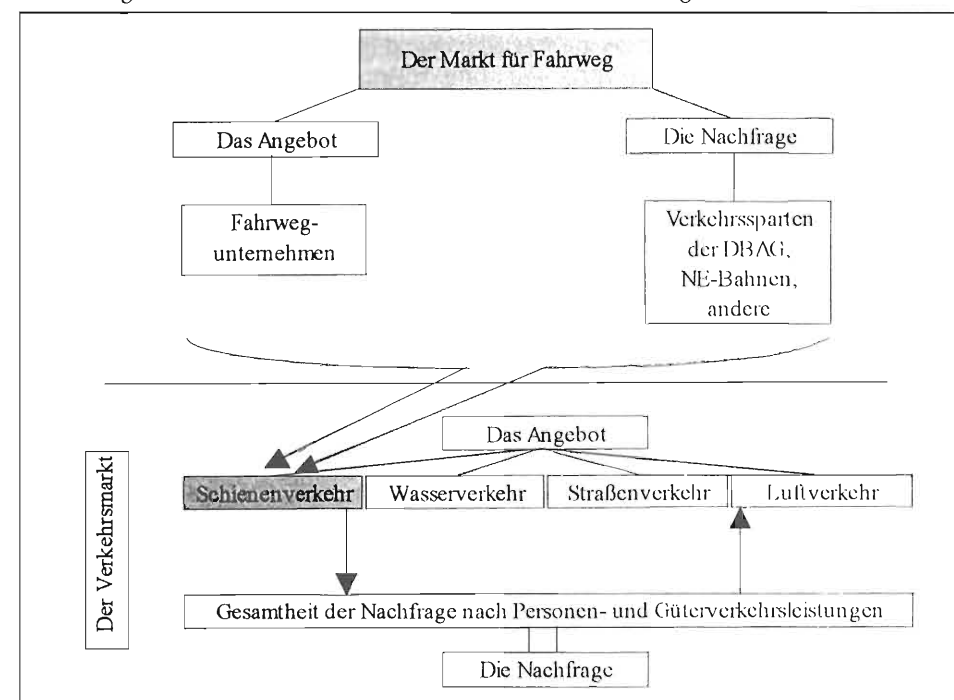 Der Markt für Fahrweg
Das Angebot
Die Nachfrage
Fahrweg-
unternehmen
Verkehrssparten
der DBAG,
NE-Bahnen,
andere
Das Angebot
Der Verkehrsmarkt
Schienenverkehr
Wasserverkehr
Straßenverkehr
Luftverkehr
Gesamtheit der Nachfrage nach Personen- und Güterverkehrsleistungen
Die Nachfrage